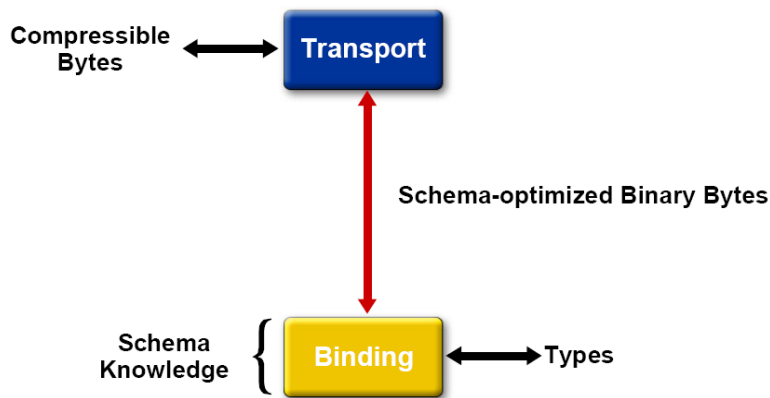 Compressible
Bytes
Transport
Schema-optimized Binary Bytes
Schema
Knowledge
Binding
Types